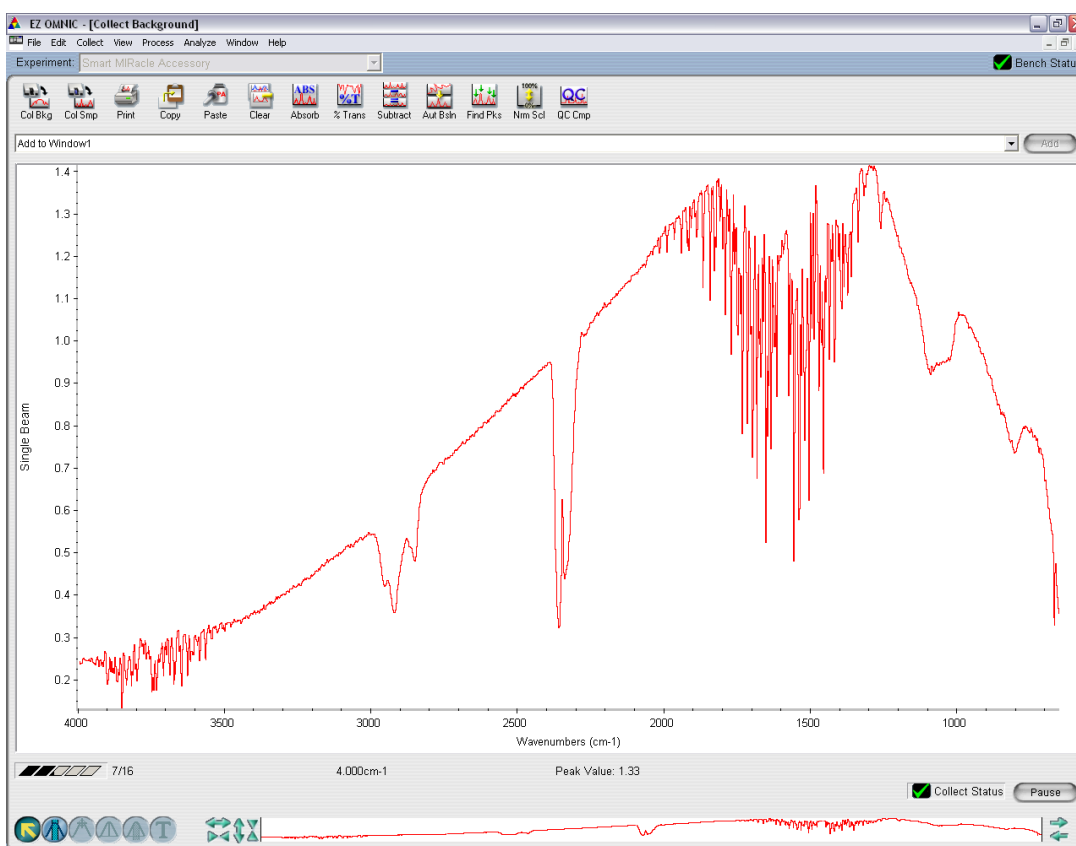 EZ OMNIC - [Collect Background]
File Edit Collect View Process Analyze Window Help
Experiment: Smart MIRacle Accessory
Bench Statu
ABS %T 100% QC
Col Bkg Col Smp Print Copy Paste Clear Absorb % Trans Subtract Aut Bsln Find Pks Nrm Scl QC Cmp
Add to Window1 Add
1.4
1.3
1.2
1.1
1.0
0.9
0.8
0.7
0.6
0.5
0.4
0.3
0.2
Single Beam
4000 3500 3000 2500 2000 1500 1000
Wavenumbers (cm-1)
7/16 4.000cm-1 Peak Value: 1.33
Collect Status Pause
T